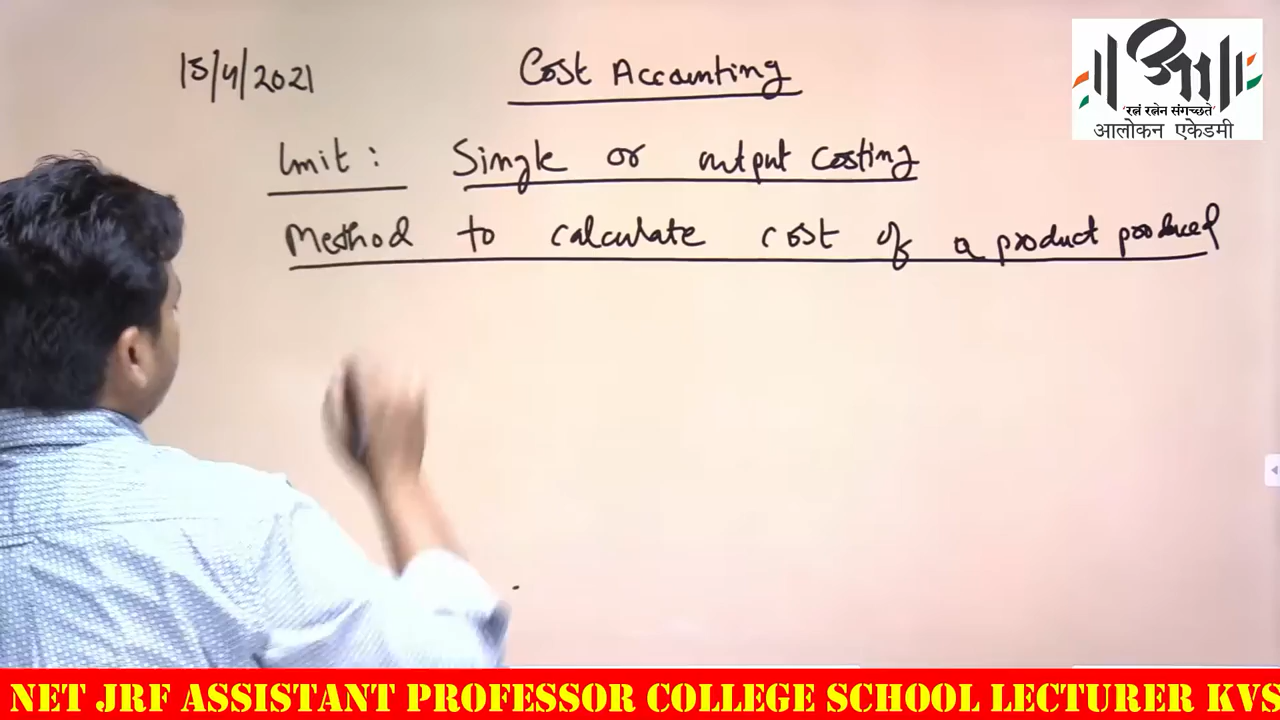 15/4/2021
Cost Accounting
Unit : Single or output costing
Method to calculate cost of a product produced
'रत्नं रत्नेन संगच्छते'
आलोकन एकेडमी
NET JRF ASSISTANT PROFESSOR COLLEGE SCHOOL LECTURER KVS